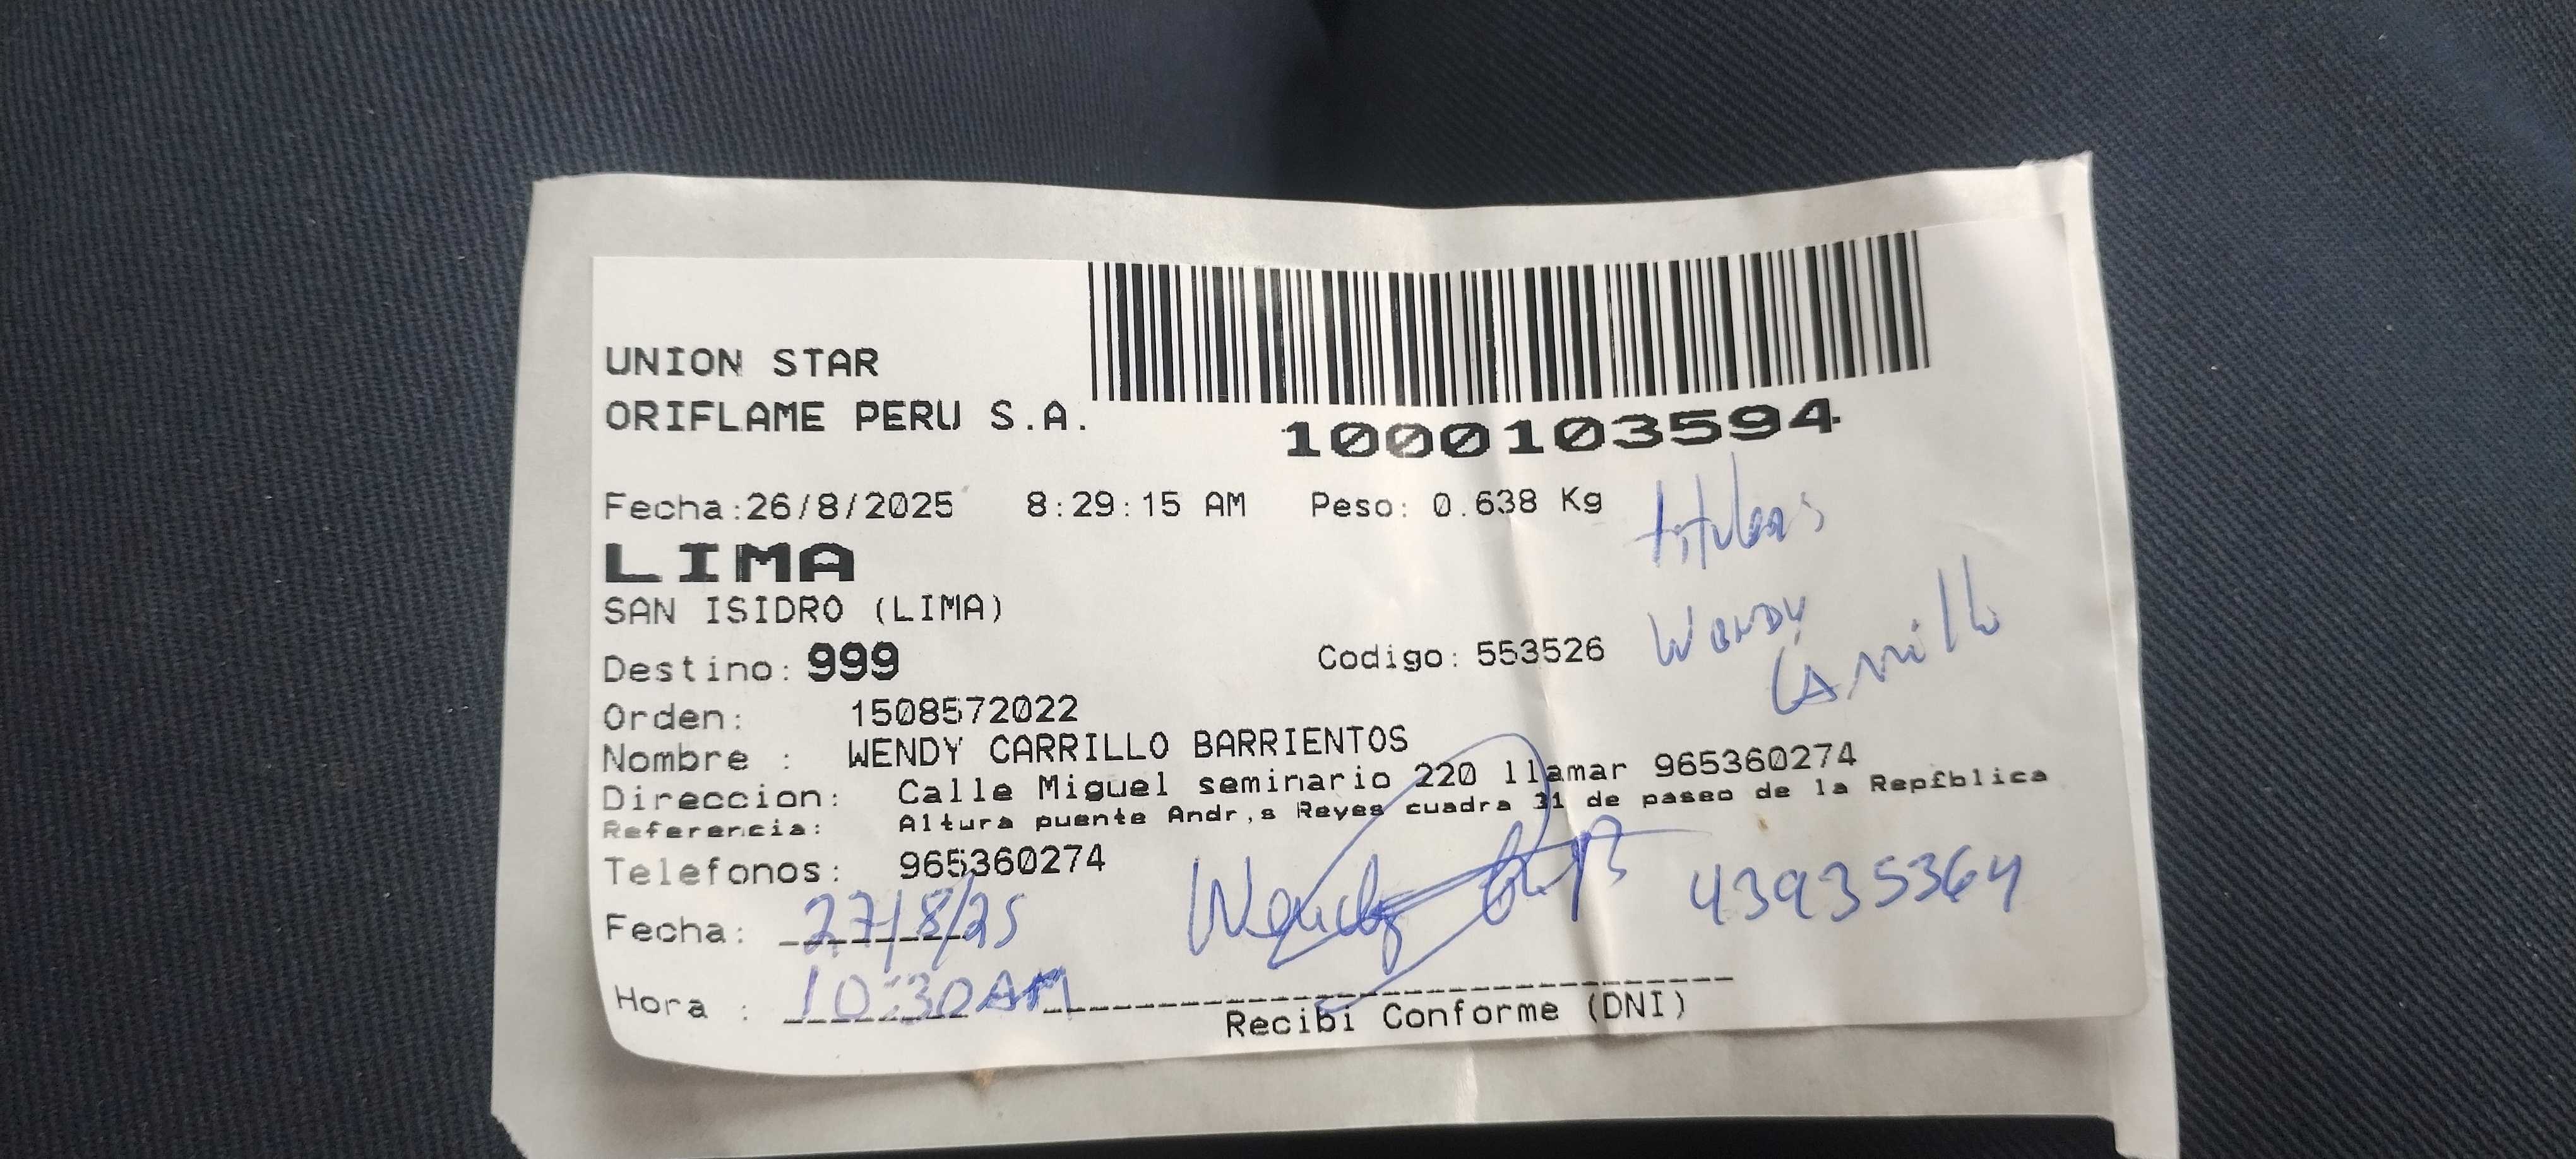 UNION STAR
ORIFLAME PERU S.A.
1000103594
Fecha:26/8/2025 8:29:15 AM Peso: 0.638 Kg
titular
LIMA
SAN ISIDRO (LIMA)
Destino: 999 Codigo: 553526
Wendy
Carrillo
Orden: 1508572022
Nombre : WENDY CARRILLO BARRIENTOS
Direccion: Calle Miguel seminario 220 llamar 965360274
Referencia: Altura puente Andr,s Reyes cuadra 31 de paseo de la Repfblica
Telefonos: 965360274
Fecha: 27/8/25 Wendy 43935364
Hora : 10:30 AM
Recibi Conforme (DNI)